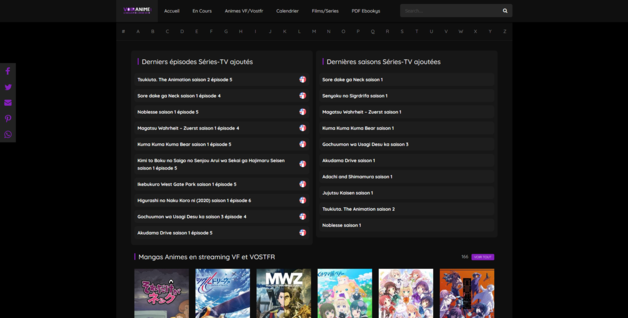 ANIME
Accueil
En Cours
Animes VF/Vostfr
Calendrier
Films/Series
PDF Ebookys
Search
# A B C D E F G H I J K L M N O P Q R S T U V W X Y Z
Derniers épisodes Séries-TV ajoutés
Tsukiuta. The Animation saison 2 épisode 5
Sore dake ga Neck saison 1 épisode 4
Noblesse saison 1 épisode 5
Magatsu Wahrheit – Zuerst saison 1 épisode 4
Kuma Kuma Kuma Bear saison 1 épisode 5
Kimi to Boku no Saigo no Senjou Arui wa Sekai ga Hajimaru Seisen
saison 1 épisode 5
Ikebukuro West Gate Park saison 1 épisode 5
Higurashi no Naku Koro ni (2020) saison 1 épisode 6
Gochuumon wa Usagi Desu ka saison 3 épisode 4
Akudama Drive saison 1 épisode 5
Dernières saisons Séries-TV ajoutées
Sore dake ga Neck saison 1
Senyoku no Sigrdrifa saison 1
Magatsu Wahrheit – Zuerst saison 1
Kuma Kuma Kuma Bear saison 1
Gochuumon wa Usagi Desu ka saison 3
Akudama Drive saison 1
Adachi and Shimamura saison 1
Jujutsu Kaisen saison 1
Tsukiuta. The Animation saison 2
Noblesse saison 1
Mangas Animes en streaming VF et VOSTFR
VOIR TOUT
MWZ